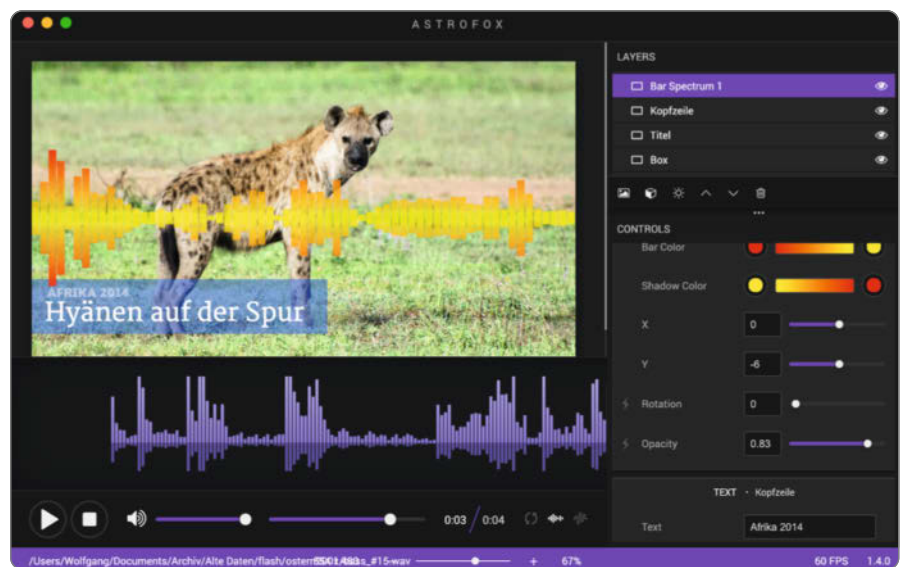 ASTROFOX
LAYERS
Bar Spectrum 1
Kopfzeile
Titel
Box
CONTROLS
Bar Color
Shadow Color
X 0
Y -6
Rotation 0
Opacity 0.83
TEXT · Kopfzeile
Text Afrika 2014
AFRIKA 2014
Hyänen auf der Spur
0:03 / 0:04
/Users/Wolfgang/Documents/Archiv/Alte Daten/flash/
67%
60 FPS 1.4.0